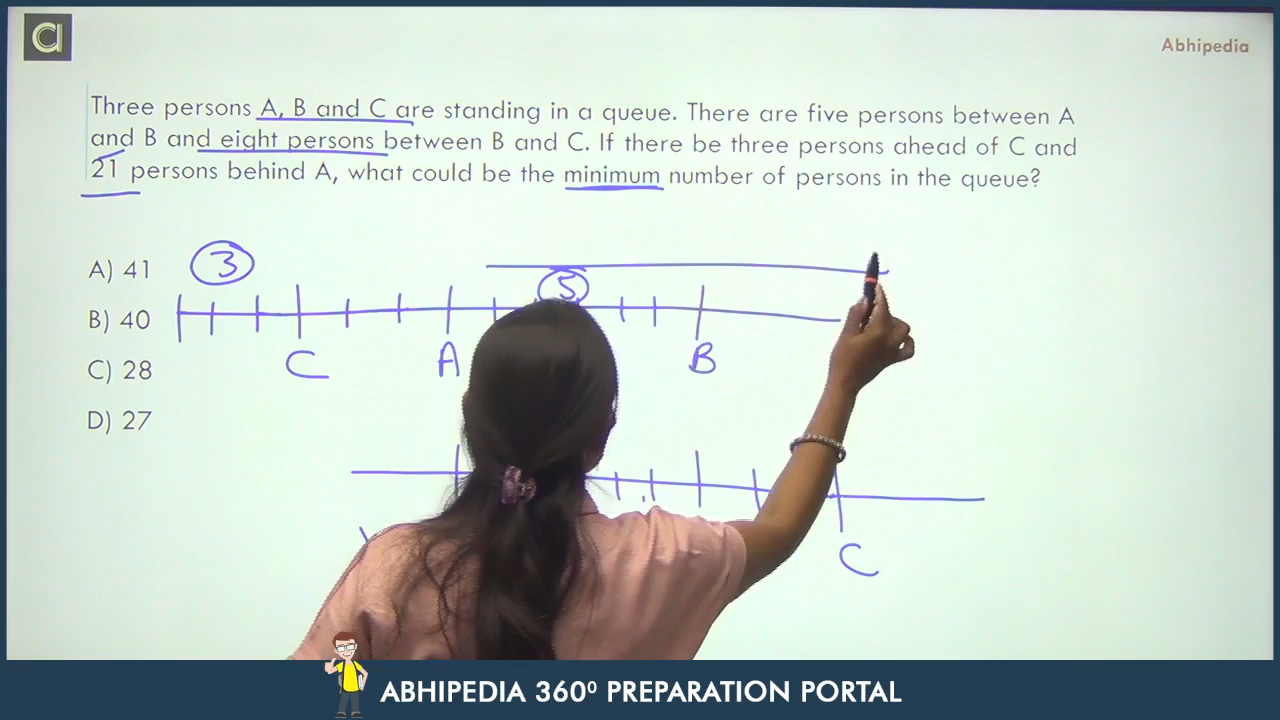 Abhipedia
Three persons A, B and C are standing in a queue. There are five persons between A
and B and eight persons between B and C. If there be three persons ahead of C and
21 persons behind A, what could be the minimum number of persons in the queue?
A) 41
B) 40
C) 28
D) 27
3
5
C A B
C
ABHIPEDIA 360⁰ PREPARATION PORTAL